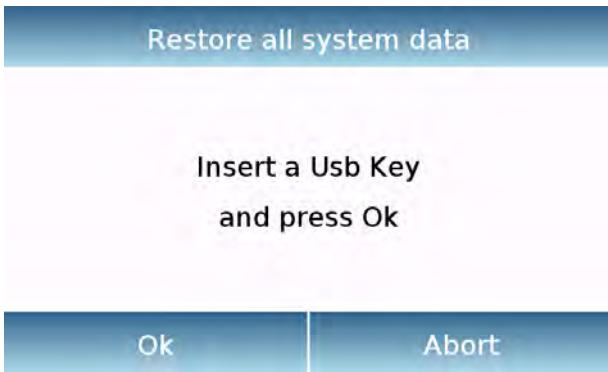 Restore all system data
Insert a Usb Key
and press Ok
Ok
Abort